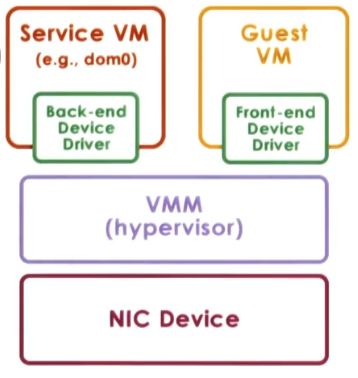 Service VM
(e.g., dom0)
Guest
VM
Back-end
Device
Driver
Front-end
Device
Driver
VMM
(hypervisor)
NIC Device